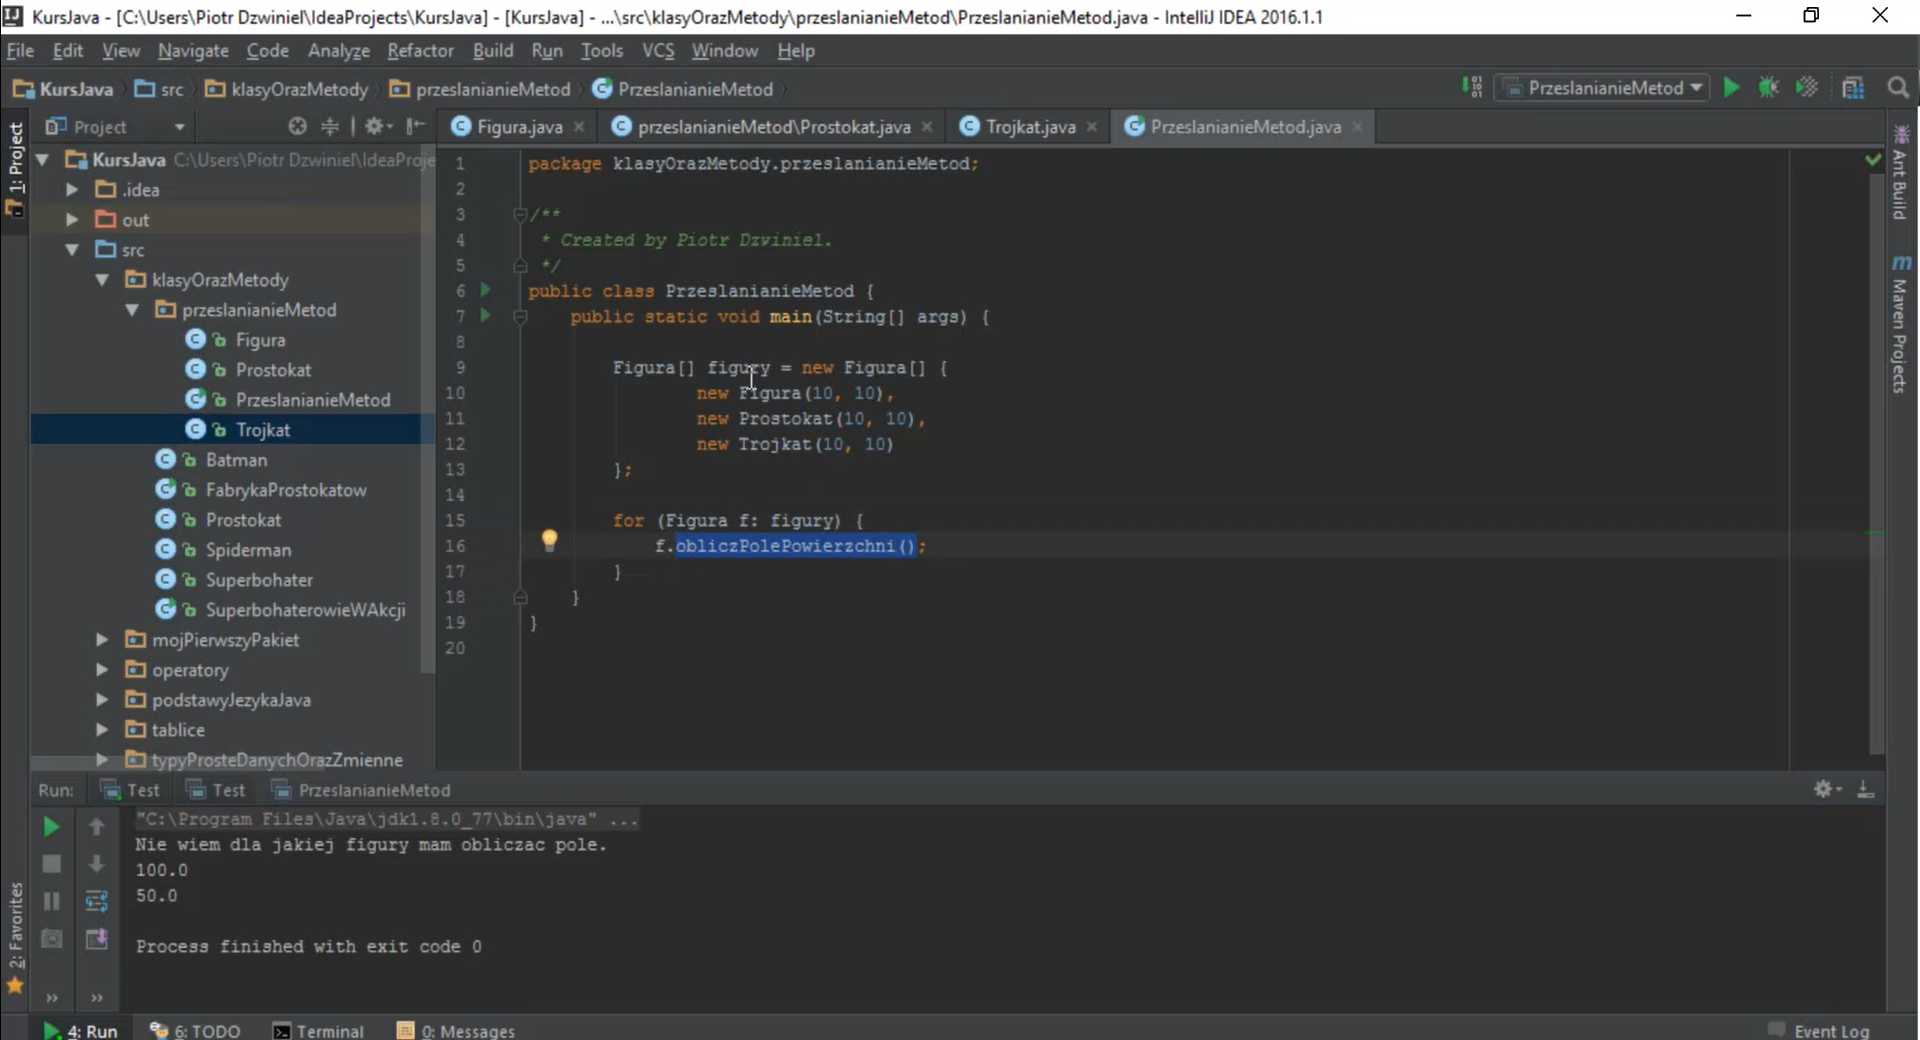 KursJava - [C:\Users\Piotr Dzwiniel\IdeaProjects\KursJava] - [KursJava] - ...\src\klasyOrazMetody\przeslanianieMetod\PrzeslanianieMetod.java - IntelliJ IDEA 2016.1.1
File Edit View Navigate Code Analyze Refactor Build Run Tools VCS Window Help
KursJava src klasyOrazMetody przeslanianieMetod PrzeslanianieMetod PrzeslanianieMetod
Project Figura.java przeslanianieMetod\Prostokat.java Trojkat.java PrzeslanianieMetod.java
1: Project
KursJava C:\Users\Piotr Dzwiniel\IdeaProje
.idea
out
src
klasyOrazMetody
przeslanianieMetod
Figura
Prostokat
PrzeslanianieMetod
Trojkat
Batman
FabrykaProstokatow
Prostokat
Spiderman
Superbohater
SuperbohaterowieWAkcji
mojPierwszyPakiet
operatory
podstawyJezykaJava
tablice
typyProsteDanychOrazZmienne
1 package klasyOrazMetody.przeslanianieMetod;
2
3 /**
4 * Created by Piotr Dzwiniel.
5 */
6 public class PrzeslanianieMetod {
7 public static void main(String[] args) {
8
9 Figura[] figury = new Figura[] {
10 new Figura(10, 10),
11 new Prostokat(10, 10),
12 new Trojkat(10, 10)
13 };
14
15 for (Figura f: figury) {
16 f.obliczPolePowierzchni();
17 }
18 }
19 }
20
Ant Build
m Maven Projects
Run: Test Test PrzeslanianieMetod
"C:\Program Files\Java\jdk1.8.0_77\bin\java" ...
Nie wiem dla jakiej figury mam obliczac pole.
100.0
50.0
Process finished with exit code 0
2: Favorites
4: Run 6: TODO Terminal 0: Messages Event Log